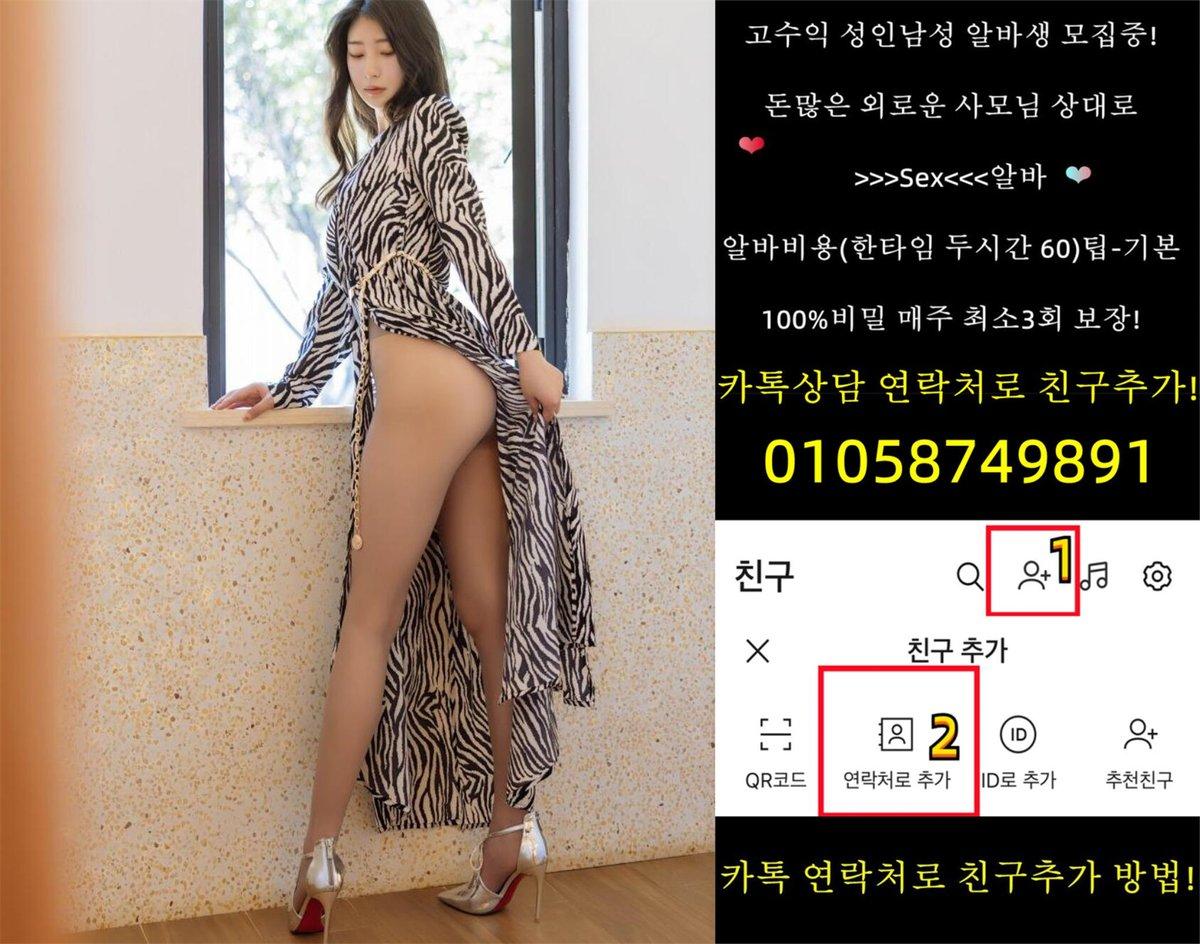 고수익 성인남성 알바생 모집중!
돈많은 외로운 사모님 상대로
>>>Sex<<<알바
알바비용(한타임 두시간 60)팁-기본
100%비밀 매주 최소3회 보장!
카톡상담 연락처로 친구추가!
01058749891
친구
1
친구 추가
2
ID
QR코드 연락처로 추가 ID로 추가 추천친구
카톡 연락처로 친구추가 방법!